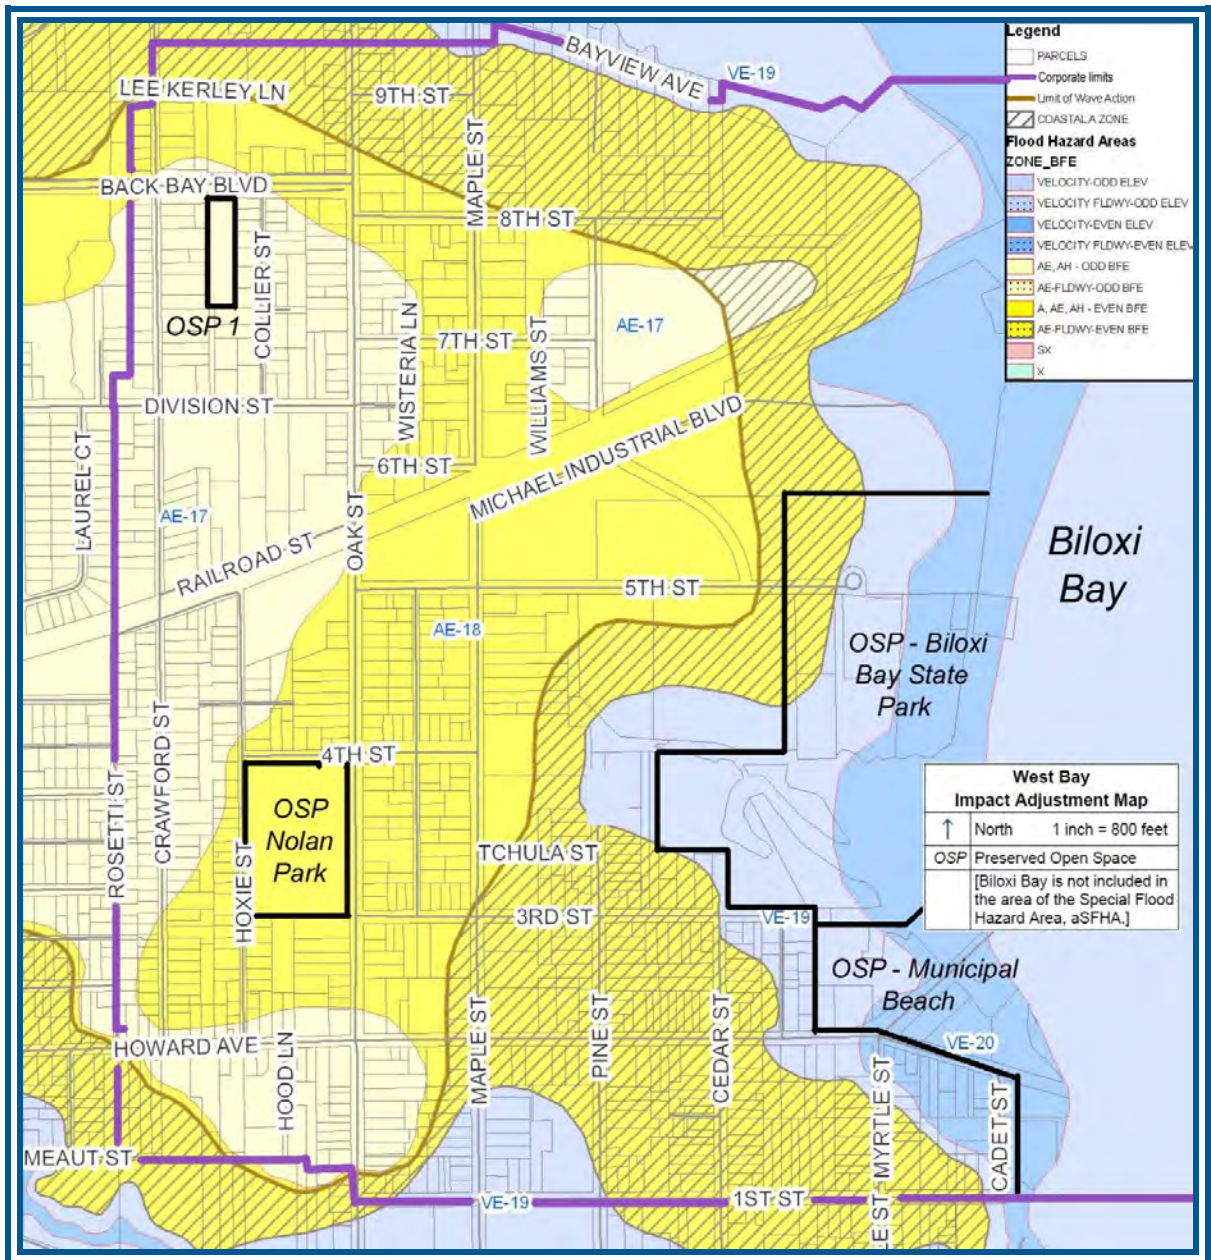 Legend
PARCELS
Corporate limits
Limit of Wave Action
COASTAL A ZONE
Flood Hazard Areas
ZONE_BFE
VELOCITY-ODD ELEV
VELOCITY FLDWY-ODD ELEV
VELOCITY-EVEN ELEV
VELOCITY FLDWY-EVEN ELEV
AE, AH - ODD BFE
AE-FLDWY-ODD BFE
A, AE, AH - EVEN BFE
AE-FLDWY-EVEN BFE
SX
X
BAYVIEW AVE
VE-19
LEE KERLEY LN
9TH ST
MAPLE ST
BACK BAY BLVD
8TH ST
COLLIER ST
OSP 1
WISTERIA LN
7TH ST
WILLIAMS ST
AE-17
DIVISION ST
LAUREL CT
6TH ST
MICHAEL INDUSTRIAL BLVD
AE-17
OAK ST
RAILROAD ST
5TH ST
Biloxi
Bay
AE-18
OSP - Biloxi
Bay State
Park
CRAWFORD ST
ROSETTI ST
4TH ST
OSP
Nolan
Park
HOXIE ST
TCHULA ST
3RD ST
VE-19
West Bay
Impact Adjustment Map
↑ North 1 inch = 800 feet
OSP Preserved Open Space
[Biloxi Bay is not included in
the area of the Special Flood
Hazard Area, aSFHA.]
OSP - Municipal
Beach
HOWARD AVE
HOOD LN
MAPLE ST
PINE ST
CEDAR ST
VE-20
MYRTLE ST
CADET ST
MEAUT ST
VE-19
1ST ST
LE ST